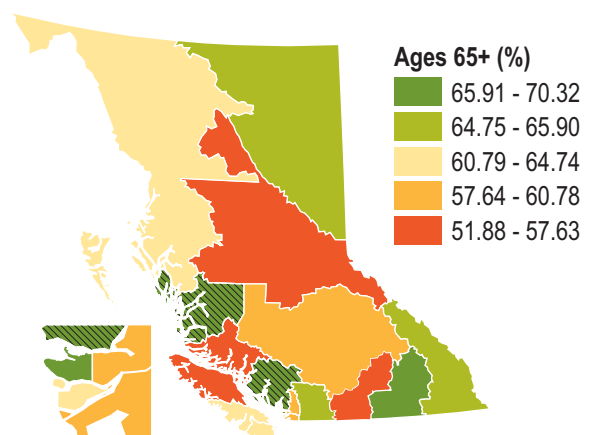 Ages 65+ (%)
65.91 - 70.32
64.75 - 65.90
60.79 - 64.74
57.64 - 60.78
51.88 - 57.63